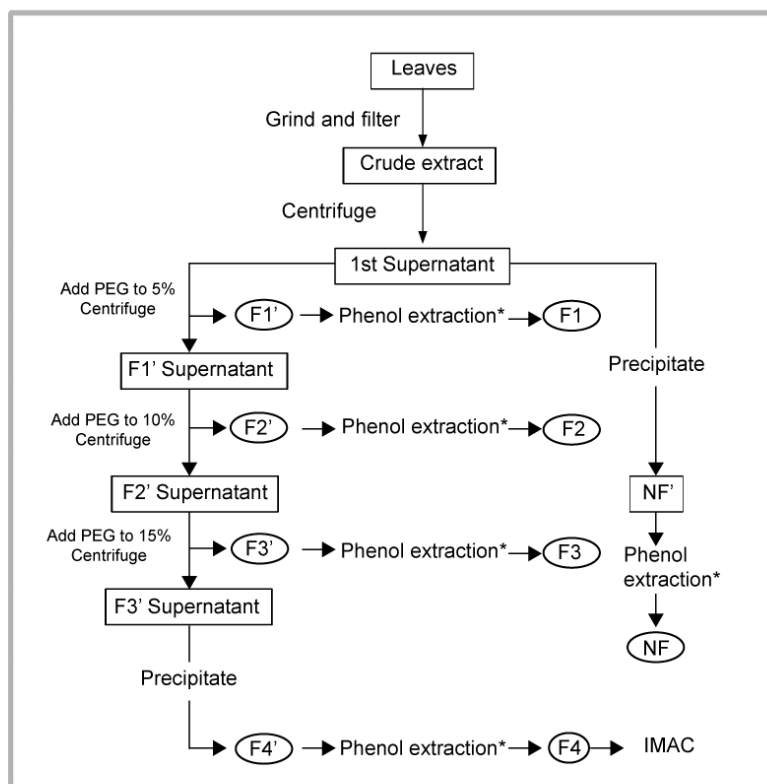 Leaves
Grind and filter
Crude extract
Centrifuge
1st Supernatant
Add PEG to 5%
Centrifuge
F1’
Phenol extraction*
F1
F1’ Supernatant
Precipitate
Add PEG to 10%
Centrifuge
F2’
Phenol extraction*
F2
F2’ Supernatant
NF’
Add PEG to 15%
Centrifuge
F3’
Phenol extraction*
F3
Phenol
extraction*
F3’ Supernatant
NF
Precipitate
F4’
Phenol extraction*
F4
IMAC